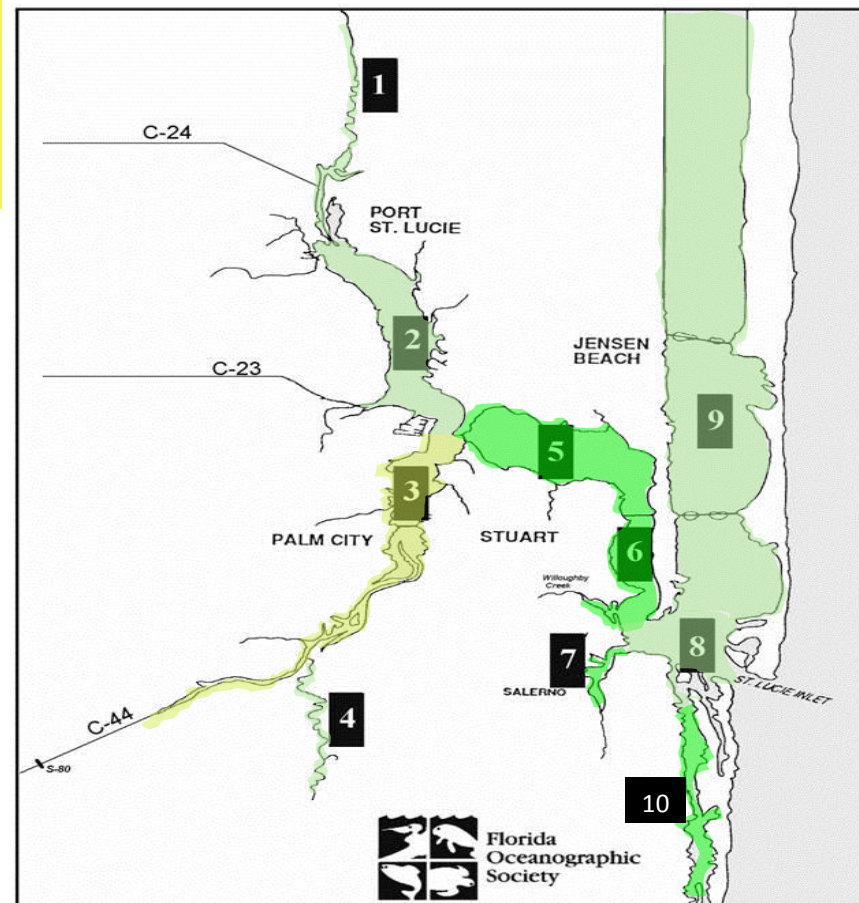 1
C-24
PORT
ST. LUCIE
2
JENSEN
BEACH
C-23
9
5
3
PALM CITY
STUART
6
Willoughby
Creek
7
8
SALERNO
ST. LUCIE INLET
4
C-44
S-80
10
Florida
Oceanographic
Society